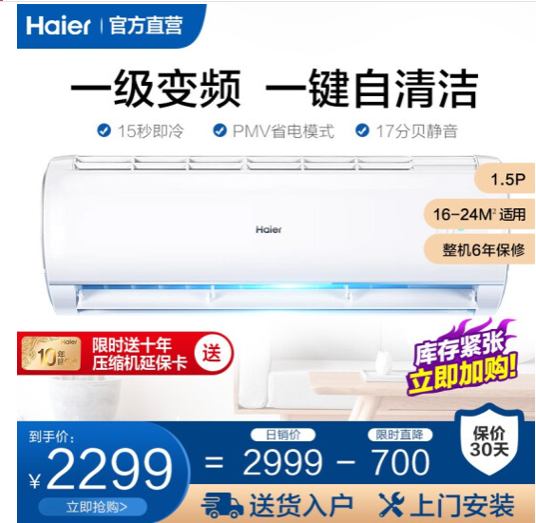 Haier 官方直营
一级变频 一键自清洁
15秒即冷 PMV省电模式 17分贝静音
1.5P
16-24M² 适用
整机6年保修
Haier
Haier
10年
限时送十年
压缩机延保卡
送
库存紧张
立即加购!
到手价:
日销价
限时直降
保价
30天
¥2299=2999-700
立即抢购>
送货入户 上门安装